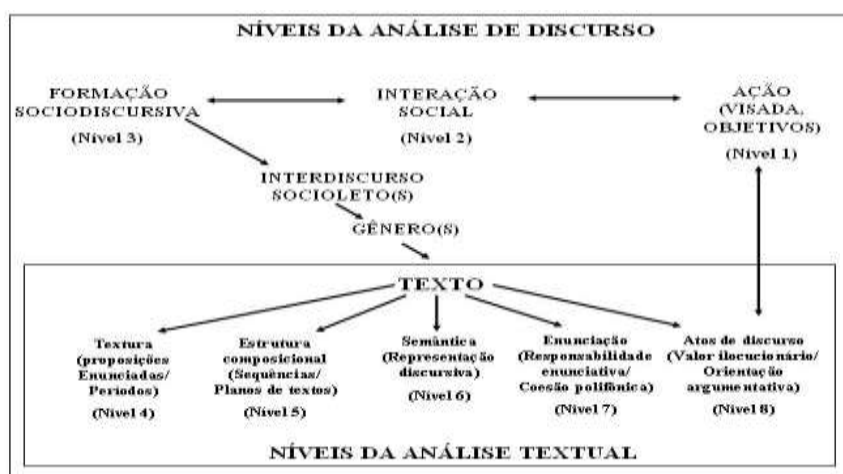 NÍVEIS DA ANÁLISE DE DISCURSO
FORMAÇÃO
SOCIODISCURSIVA
(Nível 3)
INTERAÇÃO
SOCIAL
(Nível 2)
AÇÃO
(VISADA,
OBJETIVOS)
(Nível 1)
INTERDISCURSO
SOCIOLETO(S)
GÊNERO(S)
TEXTO
Textura
(proposições
Enunciadas/
Períodos)
(Nível 4)
Estrutura
composicional
(Sequências/
Planos de textos)
(Nível 5)
Semântica
(Representação
discursiva)
(Nível 6)
Enunciação
(Responsabilidade
enunciativa/
Coesão polifônica)
(Nível 7)
Atos de discurso
(Valor ilocucionário/
Orientação
argumentativa)
(Nível 8)
NÍVEIS DA ANÁLISE TEXTUAL